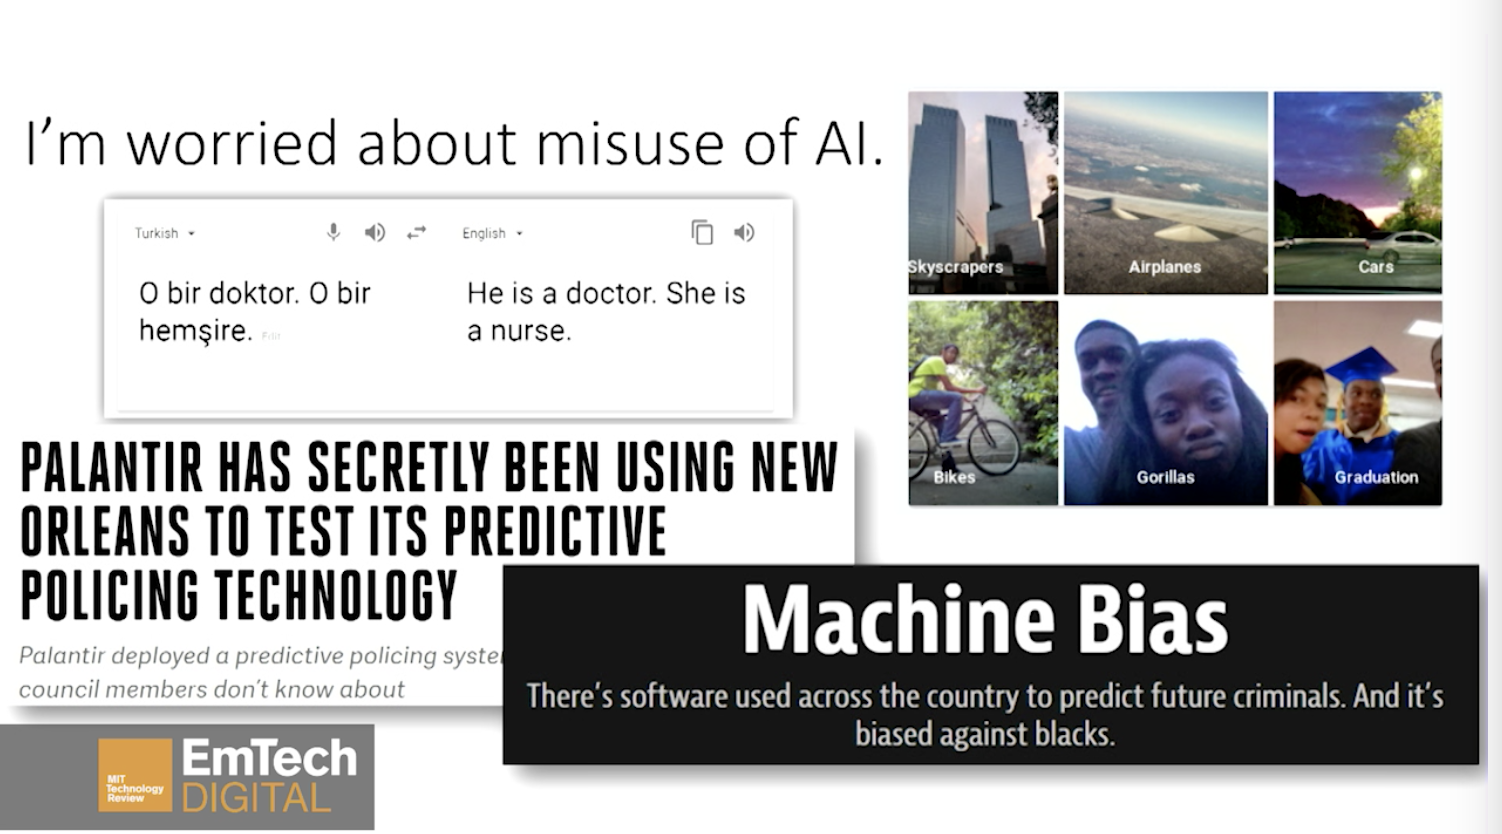 I'm worried about misuse of AI.
Turkish
English
O bir doktor. O bir
hemşire. Edit
He is a doctor. She is
a nurse.
Skyscrapers
Airplanes
Cars
Bikes
Gorillas
Graduation
PALANTIR HAS SECRETLY BEEN USING NEW
ORLEANS TO TEST ITS PREDICTIVE
POLICING TECHNOLOGY
Palantir deployed a predictive policing
council members don't know about
Machine Bias
There's software used across the country to predict future criminals. And it's
biased against blacks.
MIT
Technology
Review
EmTech
DIGITAL